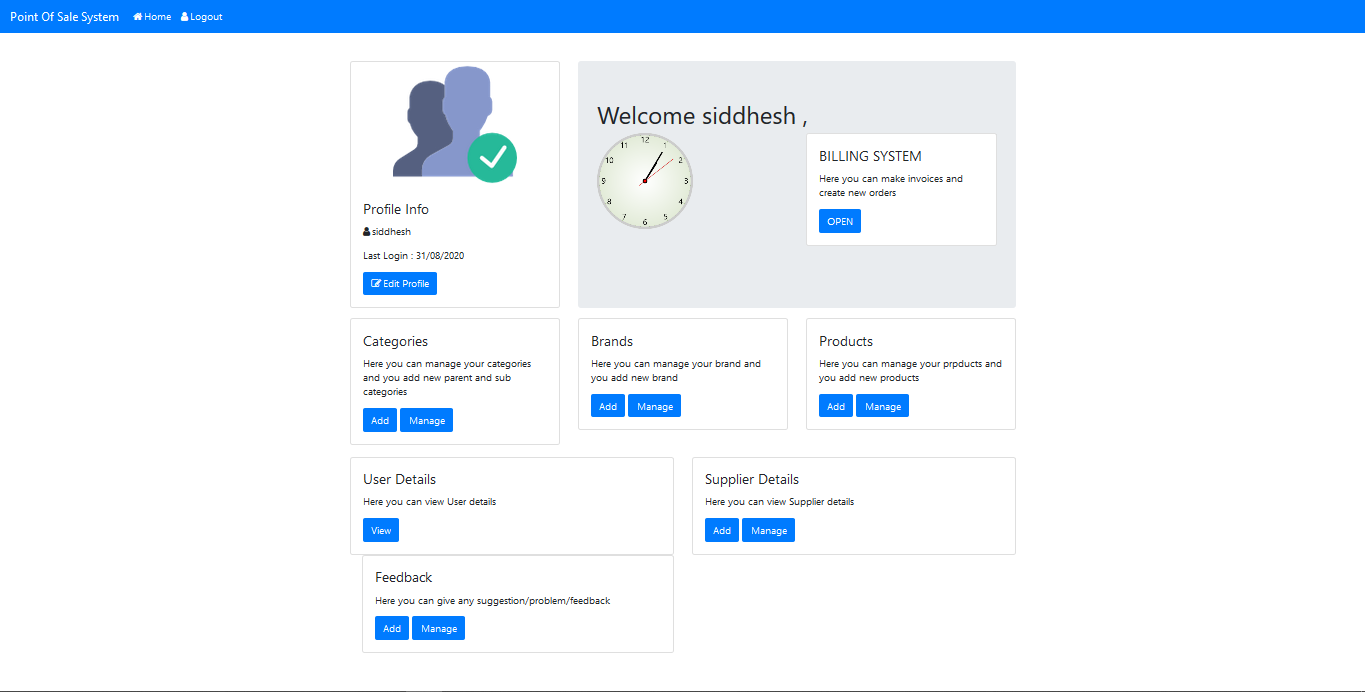 Point Of Sale System Home Logout
Profile Info
siddhesh
Last Login : 31/08/2020
Edit Profile
Welcome siddhesh ,
12
1
2
3
4
5
6
7
8
9
10
11
BILLING SYSTEM
Here you can make invoices and
create new orders
OPEN
Categories
Here you can manage your categories
and you add new parent and sub
categories
Add Manage
Brands
Here you can manage your brand and
you add new brand
Add Manage
Products
Here you can manage your prpducts and
you add new products
Add Manage
User Details
Here you can view User details
View
Supplier Details
Here you can view Supplier details
Add Manage
Feedback
Here you can give any suggestion/problem/feedback
Add Manage